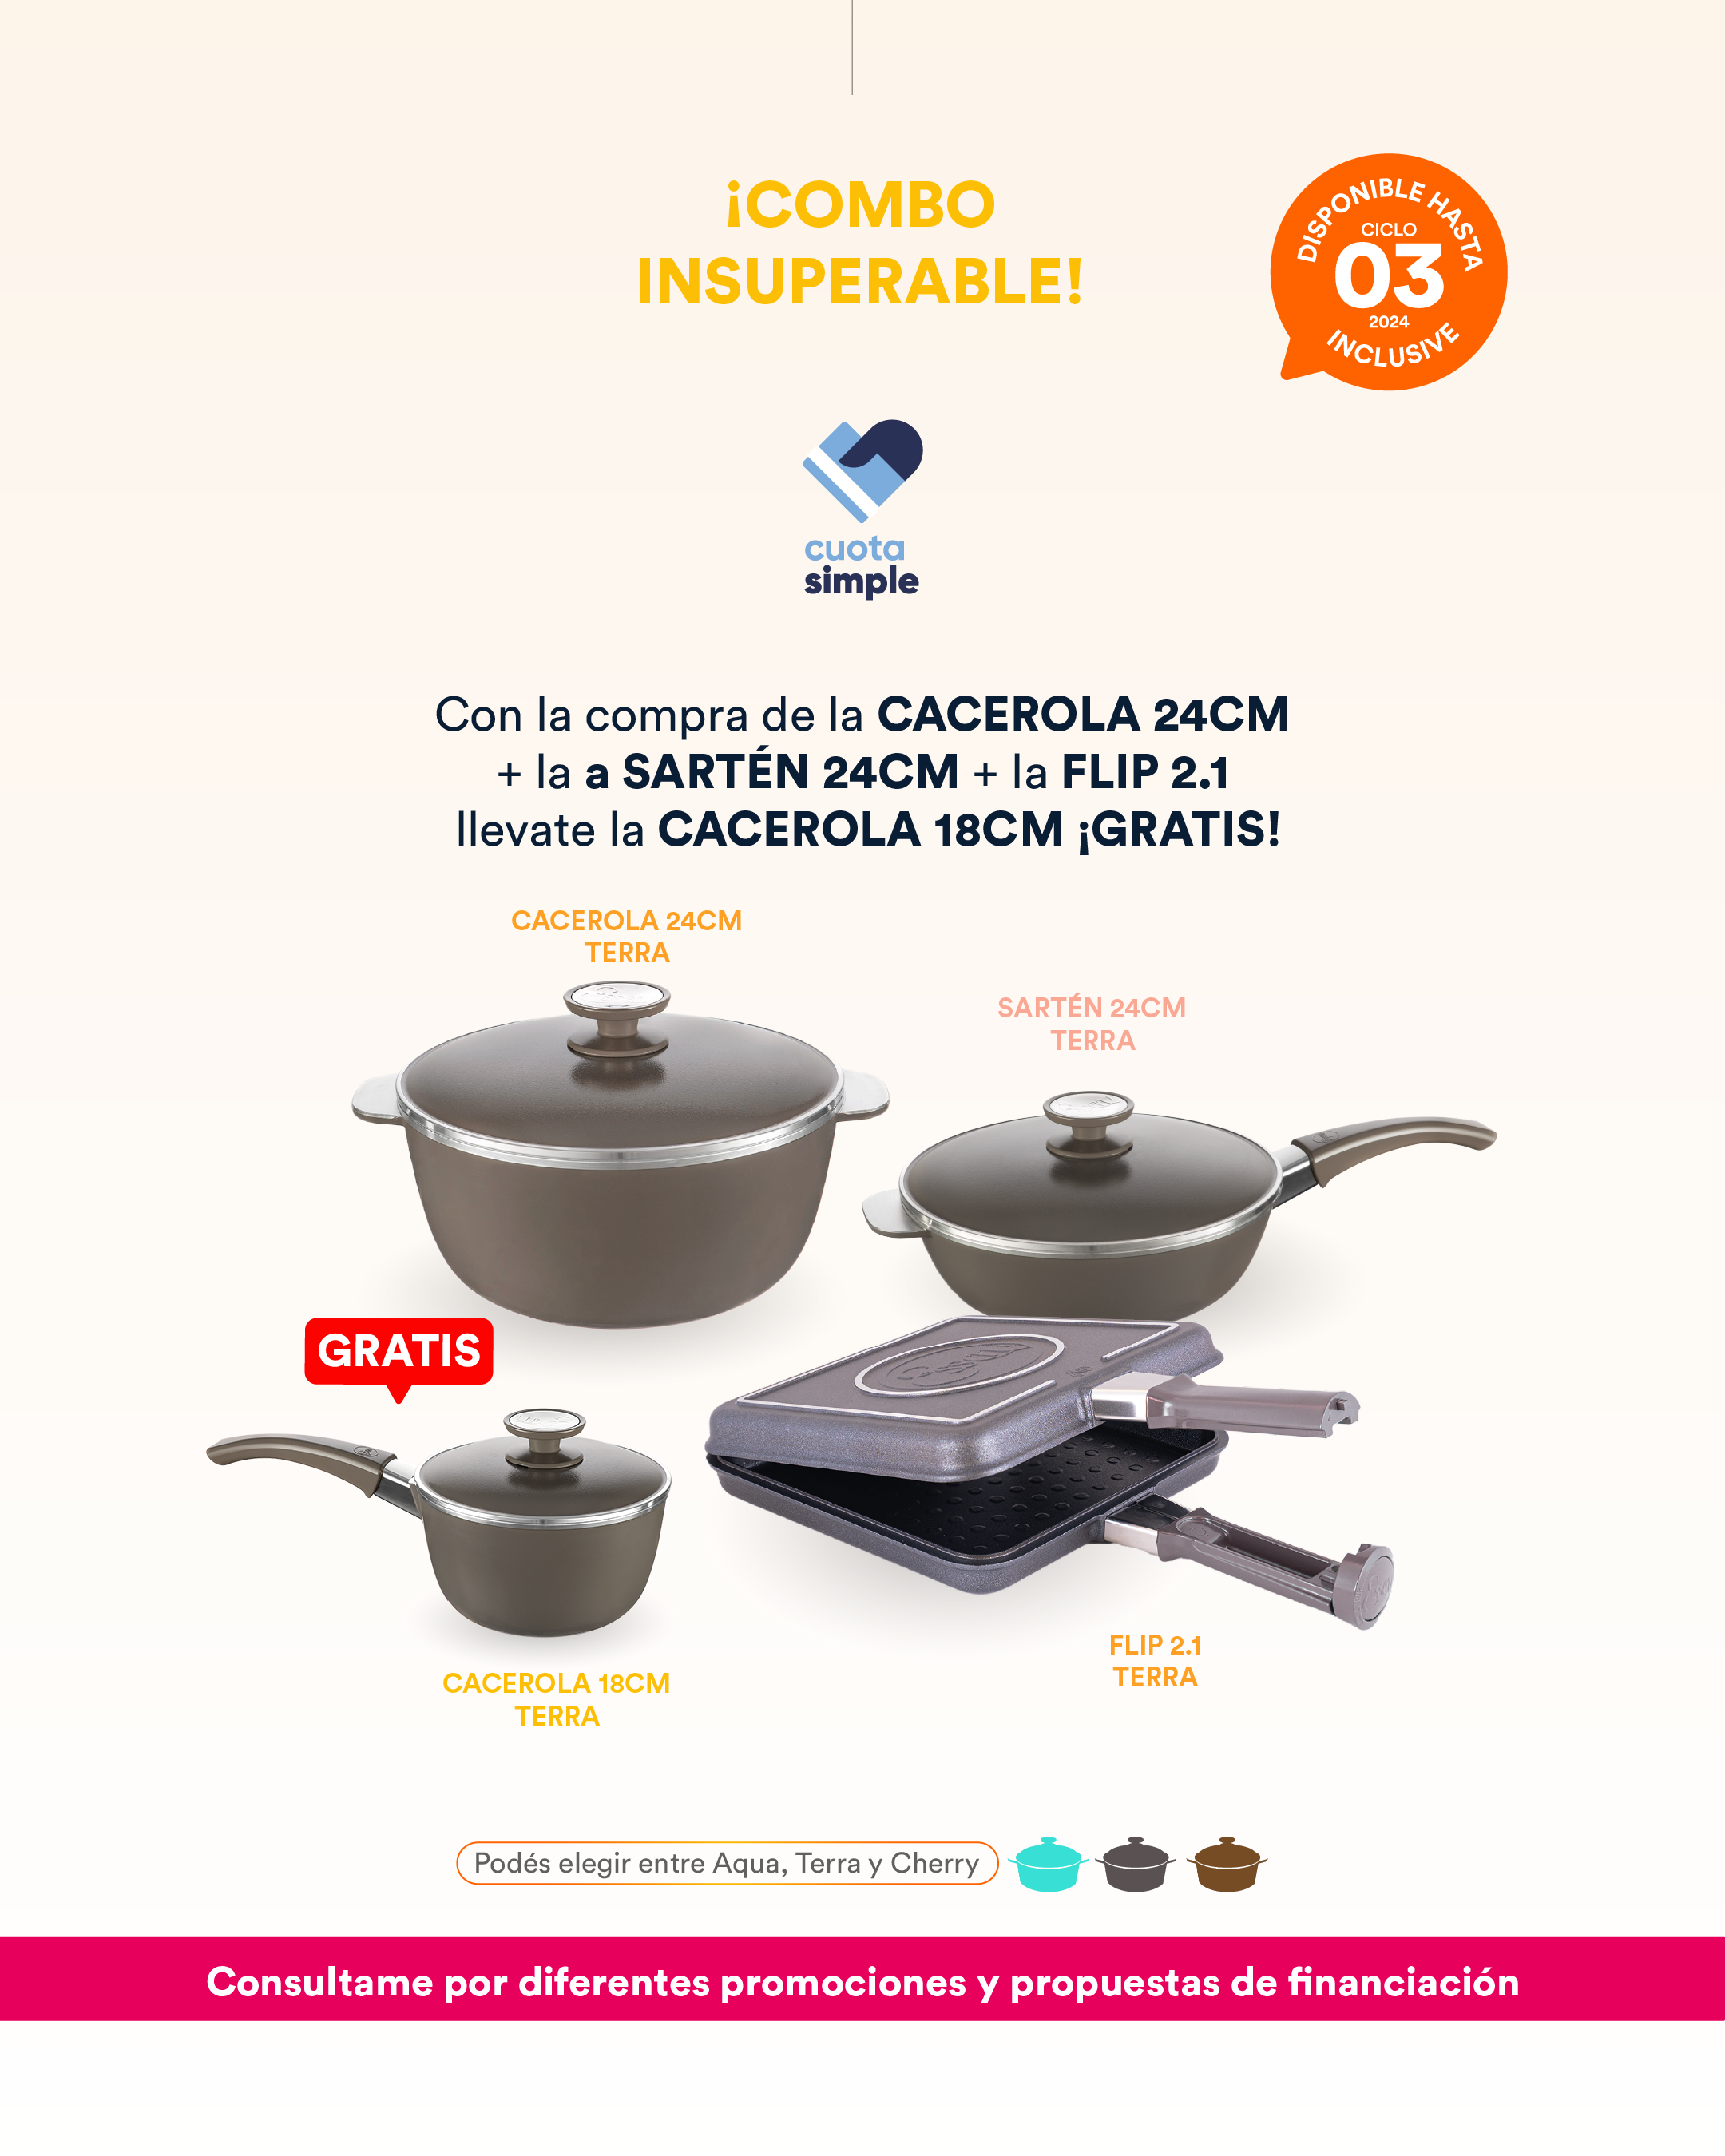 ¡COMBO
INSUPERABLE!
DISPONIBLE HASTA
CICLO
03
2024
INCLUSIVE
cuota
simple
Con la compra de la CACEROLA 24CM
+ la a SARTÉN 24CM + la FLIP 2.1
llevate la CACEROLA 18CM ¡GRATIS!
CACEROLA 24CM
TERRA
SARTÉN 24CM
TERRA
GRATIS
FLIP 2.1
TERRA
CACEROLA 18CM
TERRA
Podés elegir entre Aqua, Terra y Cherry
Consultame por diferentes promociones y propuestas de financiación